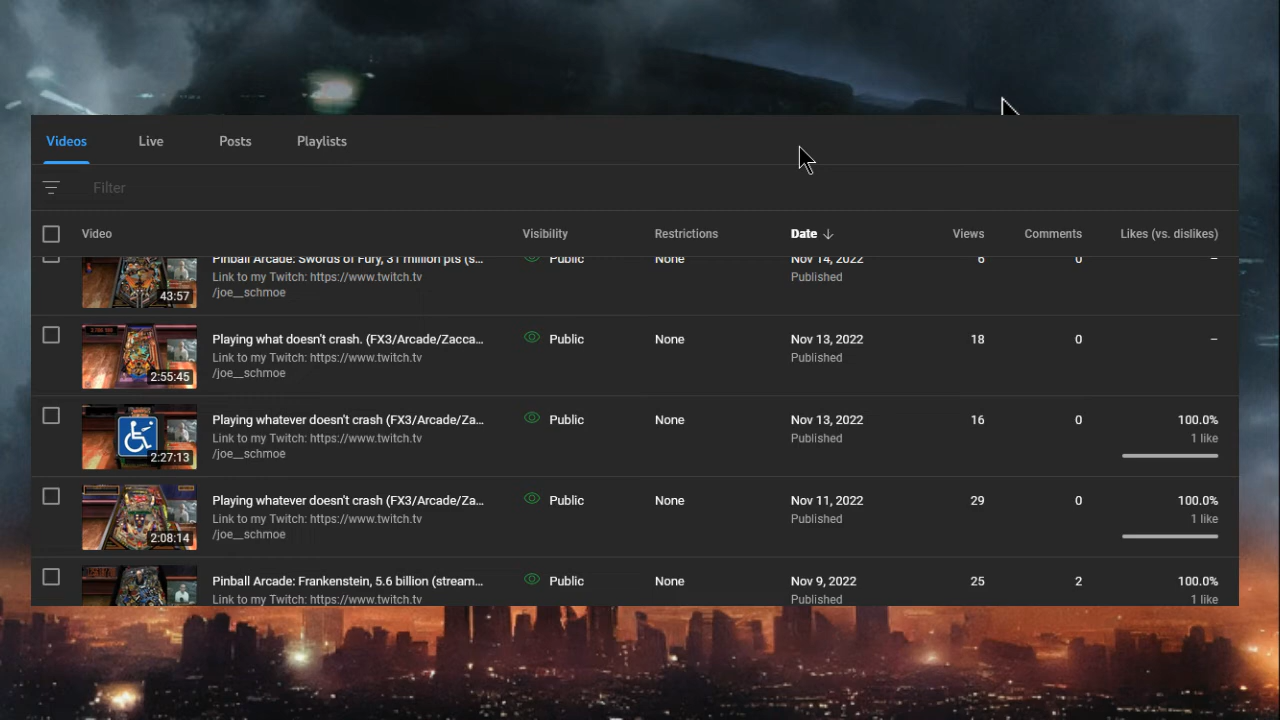 Videos Live Posts Playlists
Filter
Video Visibility Restrictions Date Views Comments Likes (vs. dislikes)
Pinball Arcade: Swords of Fury, 31 million pts (s... Public None Nov 14, 2022 6 0 –
Link to my Twitch: https://www.twitch.tv Published
/joe__schmoe
43:57
Playing what doesn't crash. (FX3/Arcade/Zacca... Public None Nov 13, 2022 18 0 –
Link to my Twitch: https://www.twitch.tv Published
/joe__schmoe
2:55:45
Playing whatever doesn't crash (FX3/Arcade/Za... Public None Nov 13, 2022 16 0 100.0%
Link to my Twitch: https://www.twitch.tv Published 1 like
/joe__schmoe
2:27:13
Playing whatever doesn't crash (FX3/Arcade/Za... Public None Nov 11, 2022 29 0 100.0%
Link to my Twitch: https://www.twitch.tv Published 1 like
/joe__schmoe
2:08:14
Pinball Arcade: Frankenstein, 5.6 billion (stream... Public None Nov 9, 2022 25 2 100.0%
Link to my Twitch: https://www.twitch.tv Published 1 like